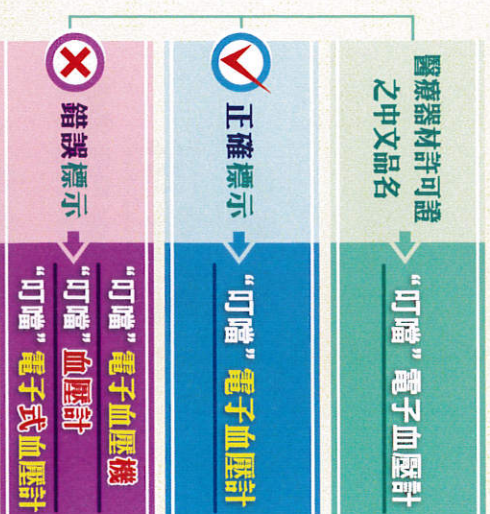 醫療器材許可證
之中文品名
“叮噹” 電子血壓計
正確標示
“叮噹” 電子血壓計
錯誤標示
“叮噹” 電子血壓機
“叮噹” 血壓計
“叮噹” 電子式血壓計